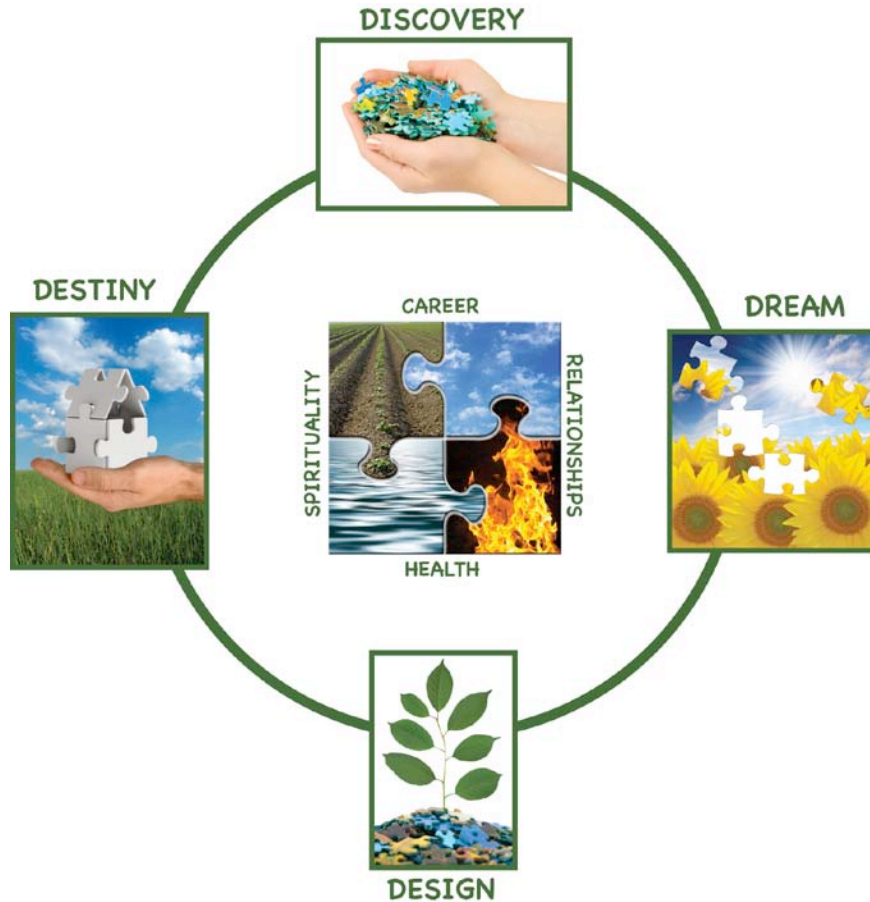 DISCOVERY
DESTINY
DREAM
CAREER
SPIRITUALITY
RELATIONSHIPS
HEALTH
DESIGN